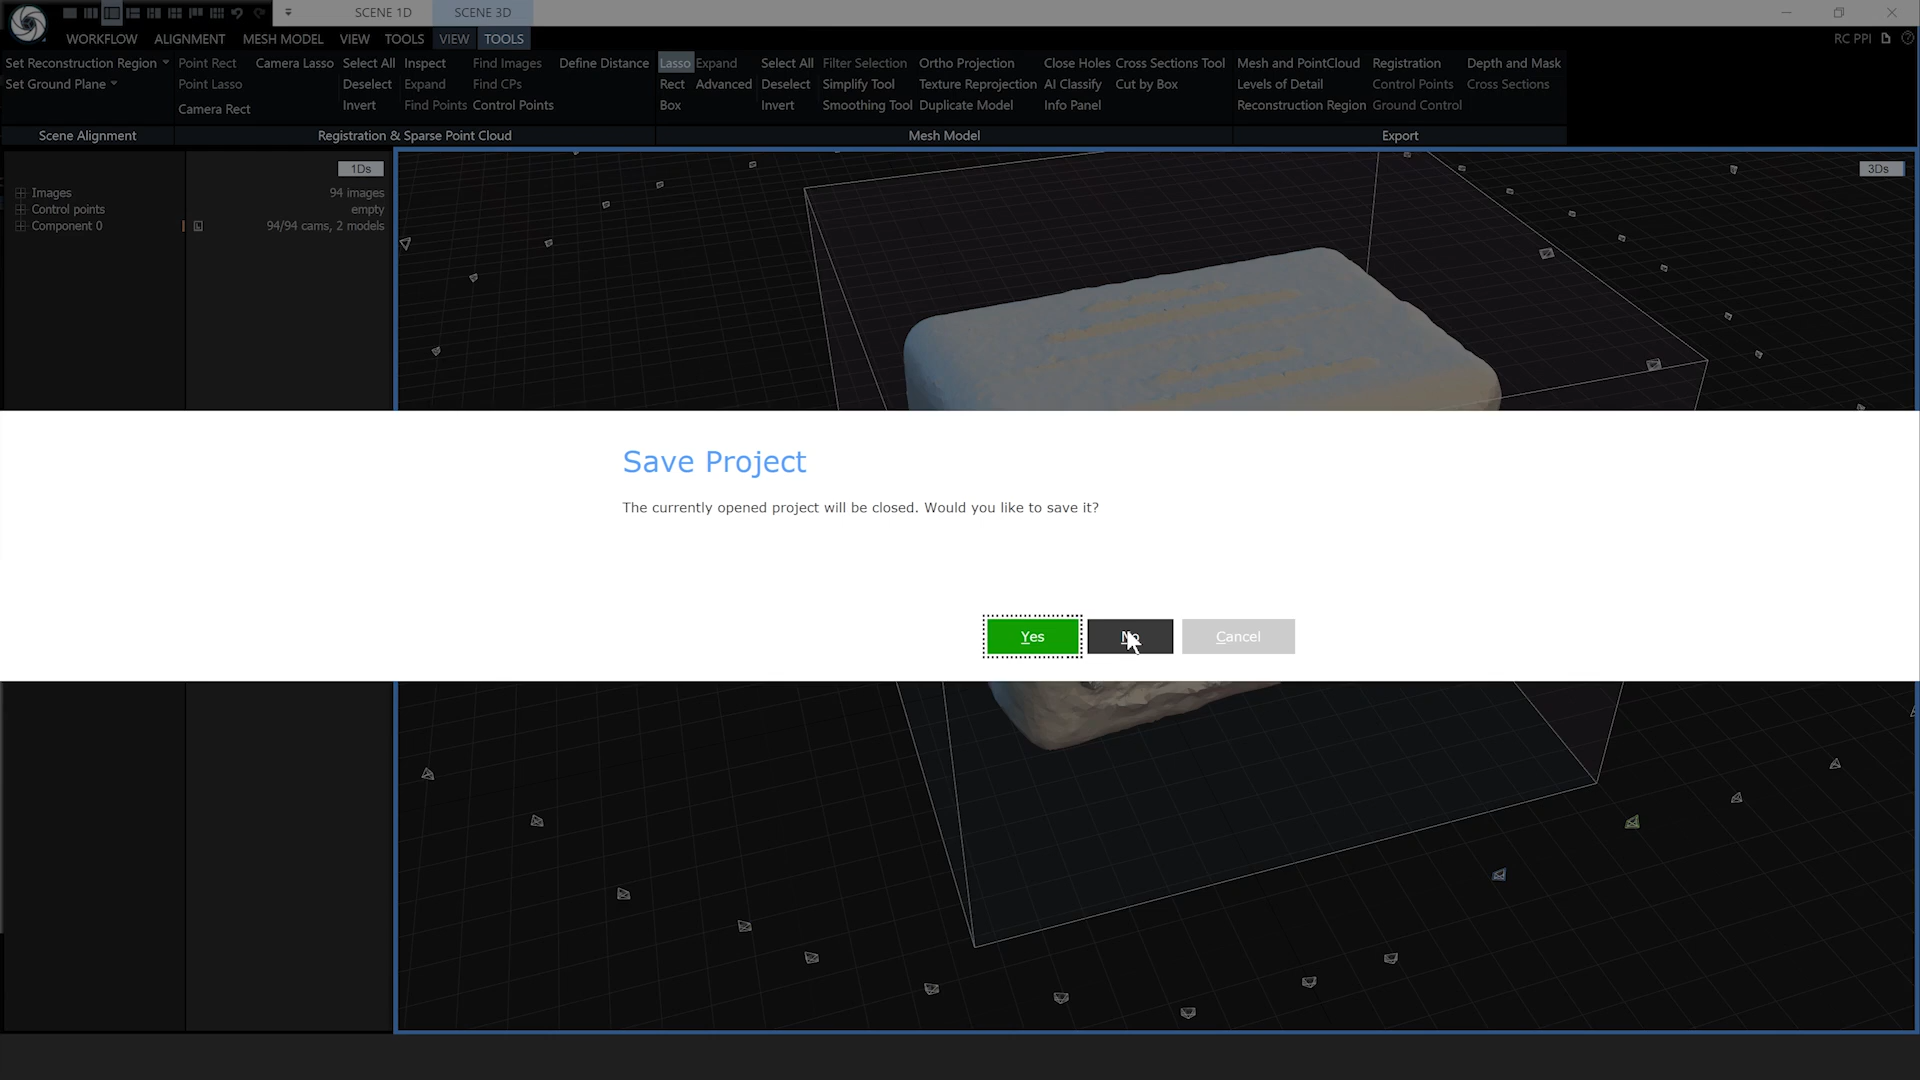 SCENE 1D SCENE 3D
WORKFLOW ALIGNMENT MESH MODEL VIEW TOOLS VIEW TOOLS RC PPI
Set Reconstruction Region Point Rect Camera Lasso Select All Inspect Find Images Define Distance Lasso Expand Select All Filter Selection Ortho Projection Close Holes Cross Sections Tool Mesh and PointCloud Registration Depth and Mask
Set Ground Plane Point Lasso Deselect Expand Find CPs Rect Advanced Deselect Simplify Tool Texture Reprojection AI Classify Cut by Box Levels of Detail Control Points Cross Sections
Camera Rect Invert Find Points Control Points Box Invert Smoothing Tool Duplicate Model Info Panel Reconstruction Region Ground Control
Scene Alignment Registration & Sparse Point Cloud Mesh Model Export
1Ds 3Ds
Images 94 images
Control points empty
Component 0 L 94/94 cams, 2 models
Save Project
The currently opened project will be closed. Would you like to save it?
Yes No Cancel